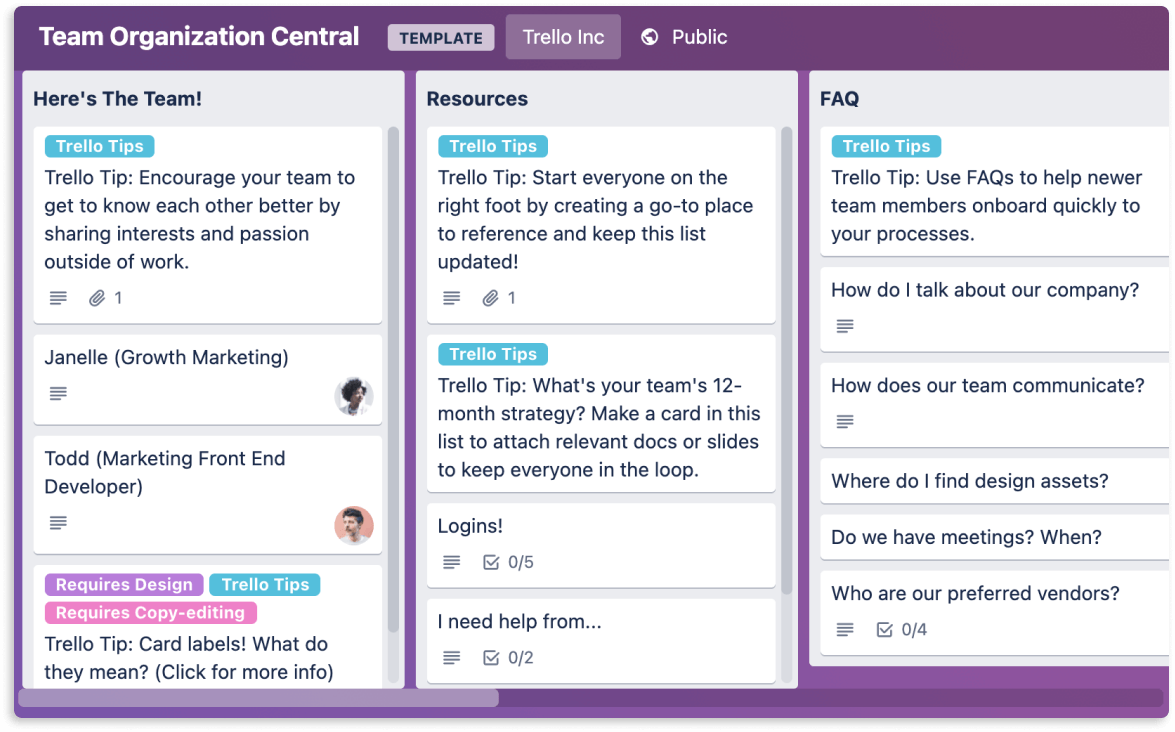 Team Organization Central TEMPLATE Trello Inc Public
Here's The Team!
Trello Tips
Trello Tip: Encourage your team to
get to know each other better by
sharing interests and passion
outside of work.
1
Janelle (Growth Marketing)
Todd (Marketing Front End
Developer)
Requires Design Trello Tips
Requires Copy-editing
Trello Tip: Card labels! What do
they mean? (Click for more info)
Resources
Trello Tips
Trello Tip: Start everyone on the
right foot by creating a go-to place
to reference and keep this list
updated!
1
Trello Tips
Trello Tip: What's your team's 12-
month strategy? Make a card in this
list to attach relevant docs or slides
to keep everyone in the loop.
Logins!
0/5
I need help from...
0/2
FAQ
Trello Tips
Trello Tip: Use FAQs to help newer
team members onboard quickly to
your processes.
How do I talk about our company?
How does our team communicate?
Where do I find design assets?
Do we have meetings? When?
Who are our preferred vendors?
0/4